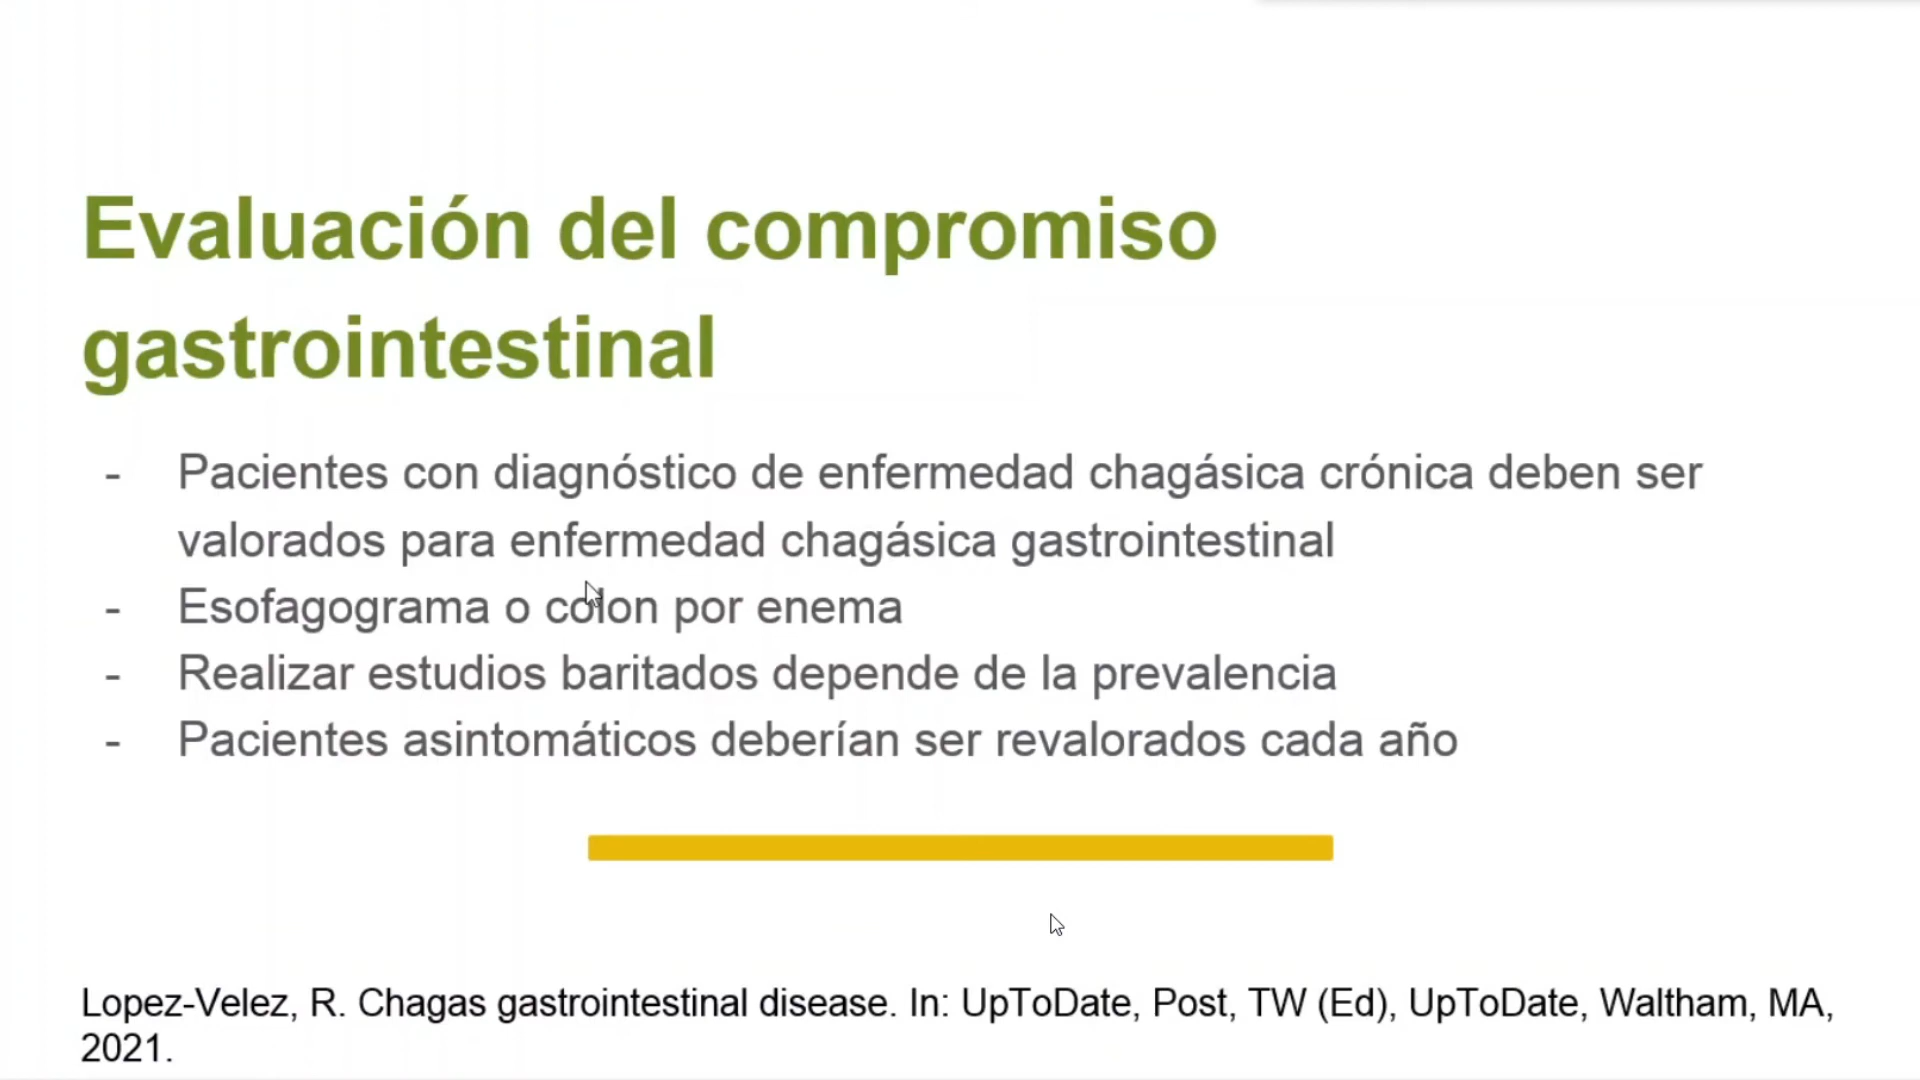 Evaluación del compromiso
gastrointestinal
- Pacientes con diagnóstico de enfermedad chagásica crónica deben ser
valorados para enfermedad chagásica gastrointestinal
- Esofagograma o colon por enema
- Realizar estudios baritados depende de la prevalencia
- Pacientes asintomáticos deberían ser revalorados cada año
Lopez-Velez, R. Chagas gastrointestinal disease. In: UpToDate, Post, TW (Ed), UpToDate, Waltham, MA,
2021.